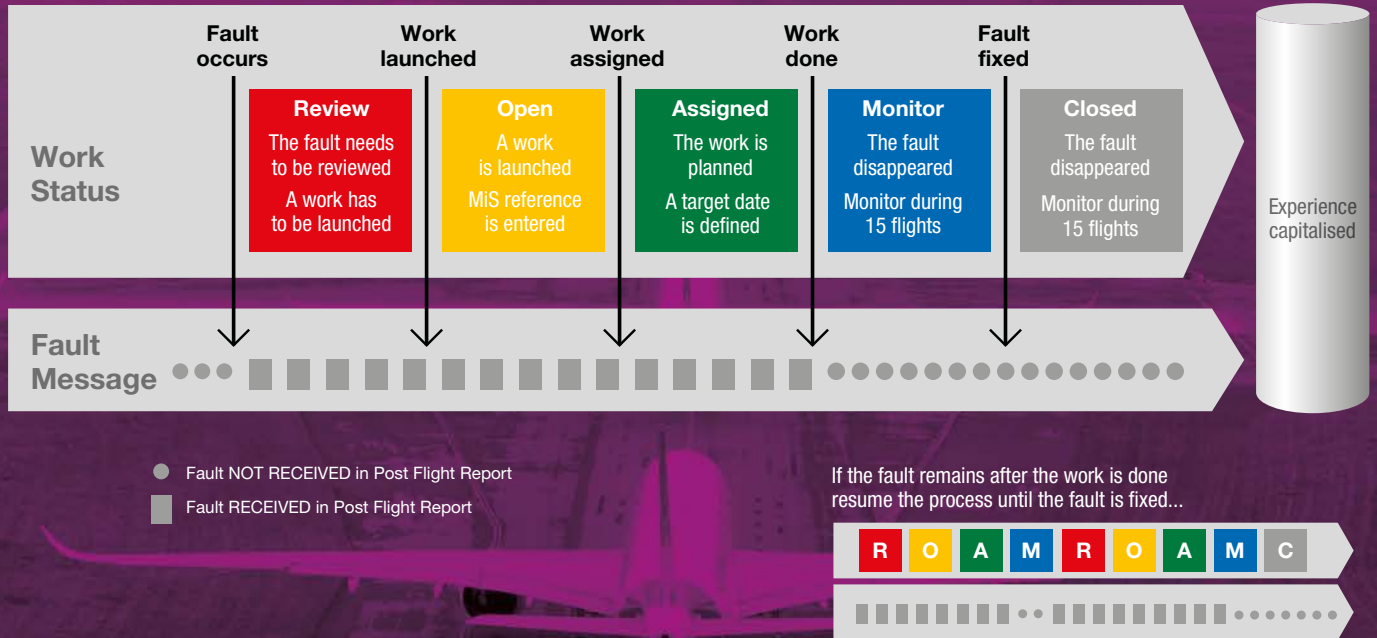 Fault
occurs
Work
launched
Work
assigned
Work
done
Fault
fixed
Work
Status
Review
The fault needs
to be reviewed
A work has
to be launched
Open
A work
is launched
MiS reference
is entered
Assigned
The work is
planned
A target date
is defined
Monitor
The fault
disappeared
Monitor during
15 flights
Closed
The fault
disappeared
Monitor during
15 flights
Experience
capitalised
Fault
Message
Fault NOT RECEIVED in Post Flight Report
Fault RECEIVED in Post Flight Report
If the fault remains after the work is done
resume the process until the fault is fixed...
R O A M R O A M C